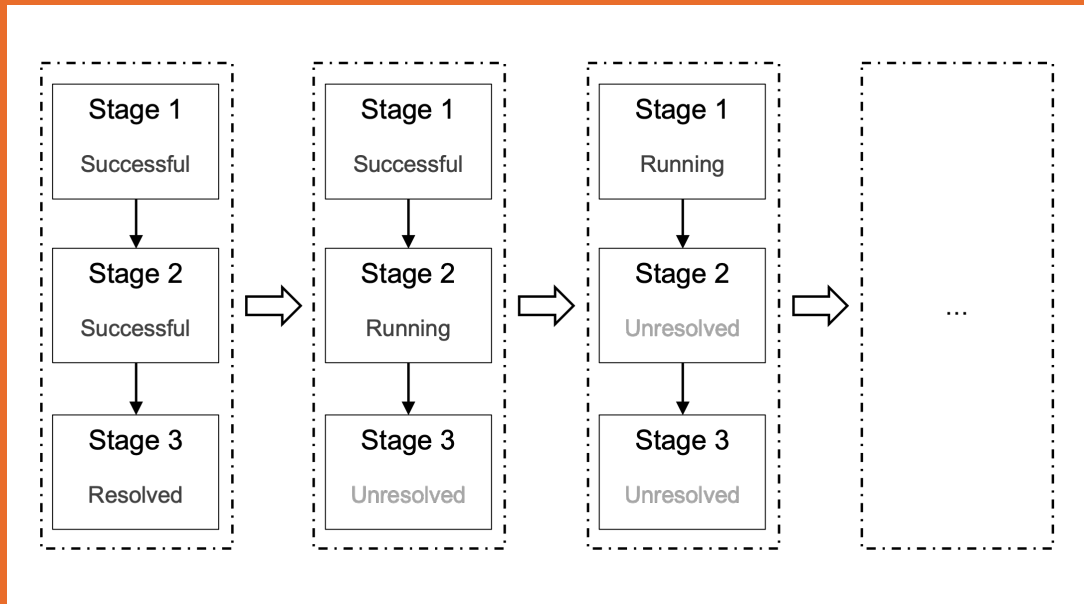 Stage 1
Successful
Stage 2
Successful
Stage 3
Resolved
Stage 1
Successful
Stage 2
Running
Stage 3
Unresolved
Stage 1
Running
Stage 2
Unresolved
Stage 3
Unresolved
...